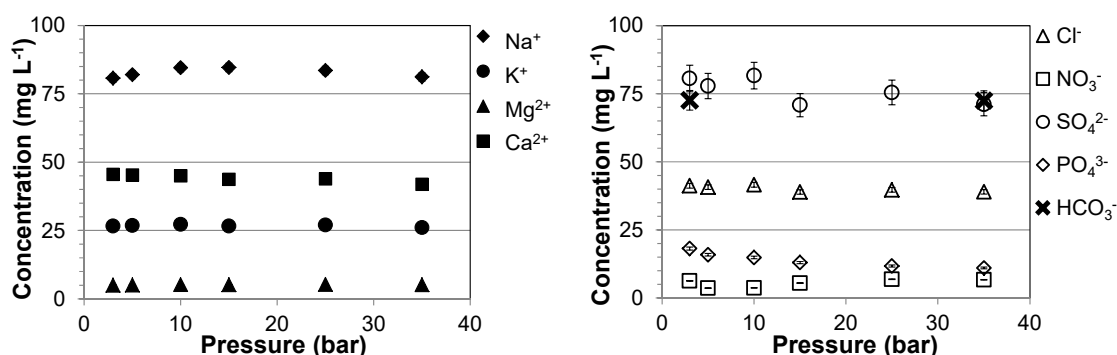 Concentration (mg L⁻¹)
100
75
50
25
0
0 10 20 30 40
Pressure (bar)
Na⁺
K⁺
Mg²⁺
Ca²⁺
Concentration (mg L⁻¹)
100
75
50
25
0
0 10 20 30 40
Pressure (bar)
Cl⁻
NO₃⁻
SO₄²⁻
PO₄³⁻
HCO₃⁻